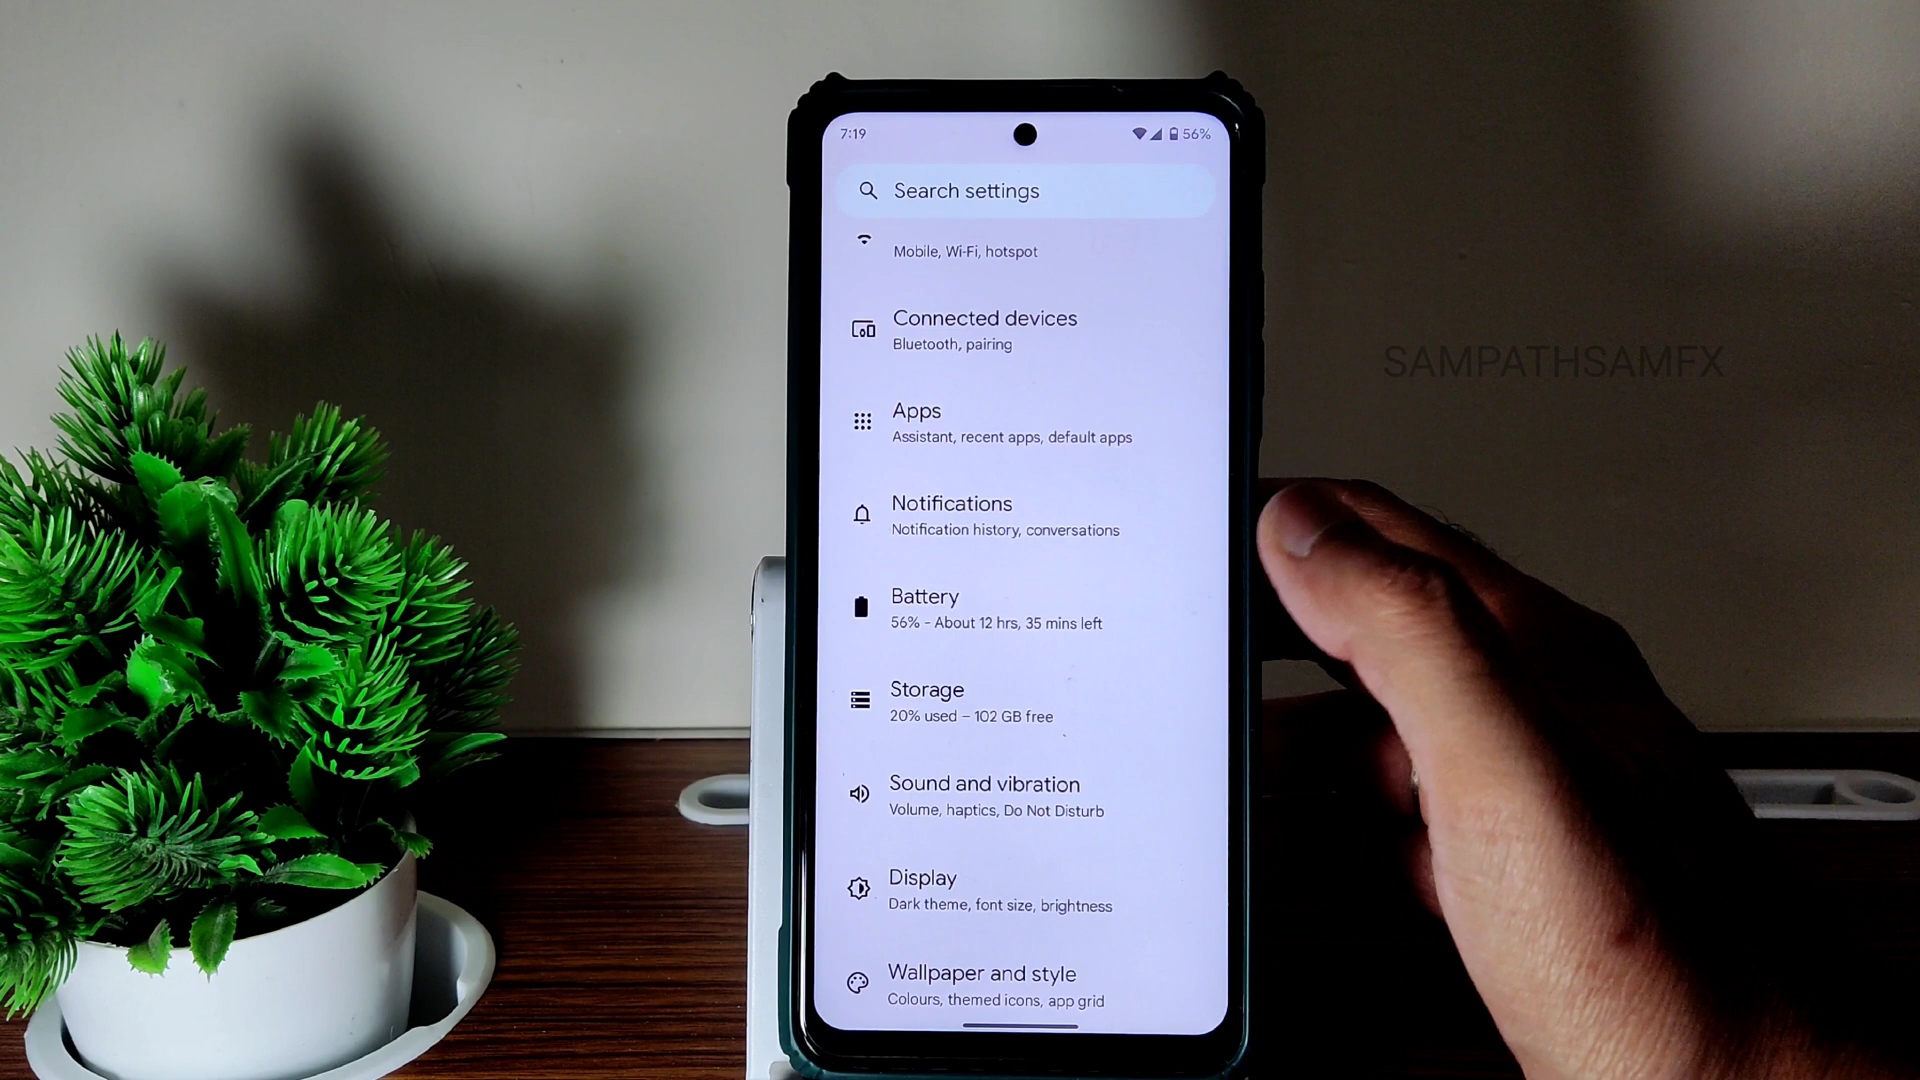 7:19
56%
Search settings
Mobile, Wi-Fi, hotspot
Connected devices
Bluetooth, pairing
SAMPATHSAMFX
Apps
Assistant, recent apps, default apps
Notifications
Notification history, conversations
Battery
56% - About 12 hrs, 35 mins left
Storage
20% used – 102 GB free
Sound and vibration
Volume, haptics, Do Not Disturb
Display
Dark theme, font size, brightness
Wallpaper and style
Colours, themed icons, app grid